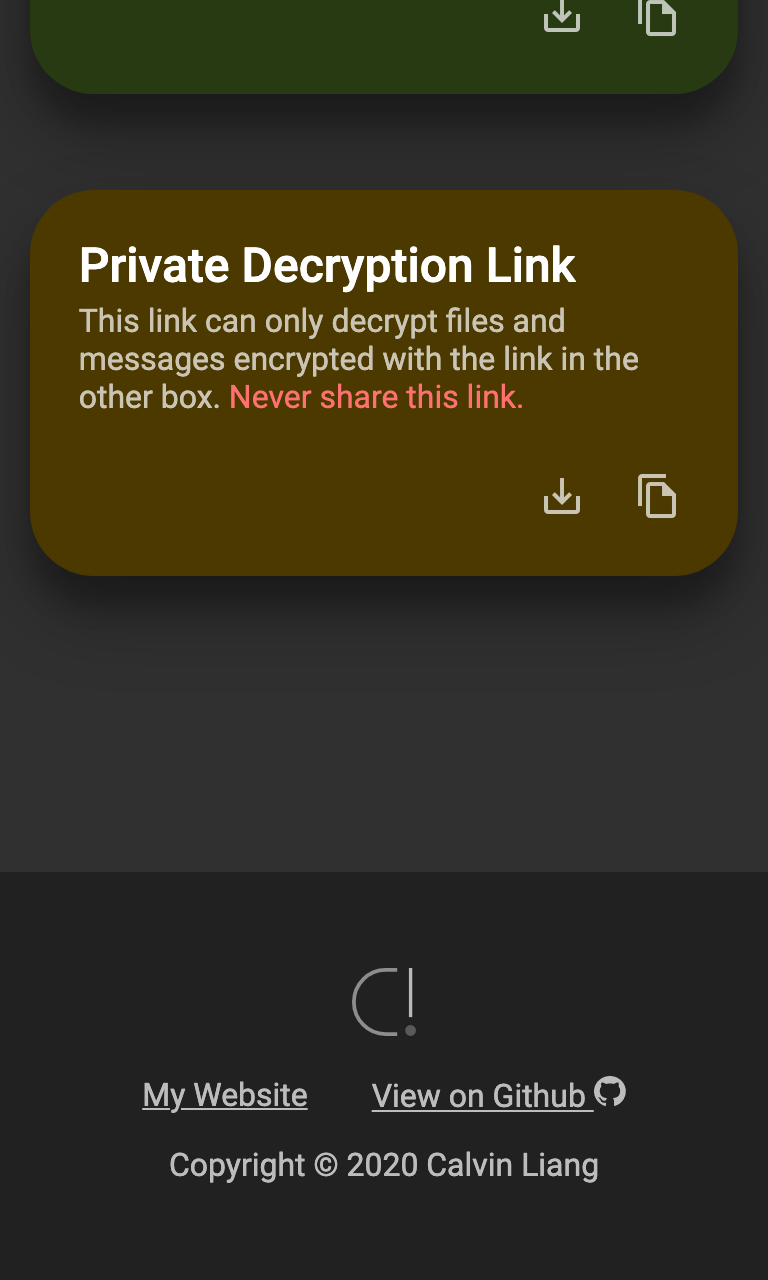 Private Decryption Link
This link can only decrypt files and
messages encrypted with the link in the
other box. Never share this link.
My Website View on Github
Copyright © 2020 Calvin Liang